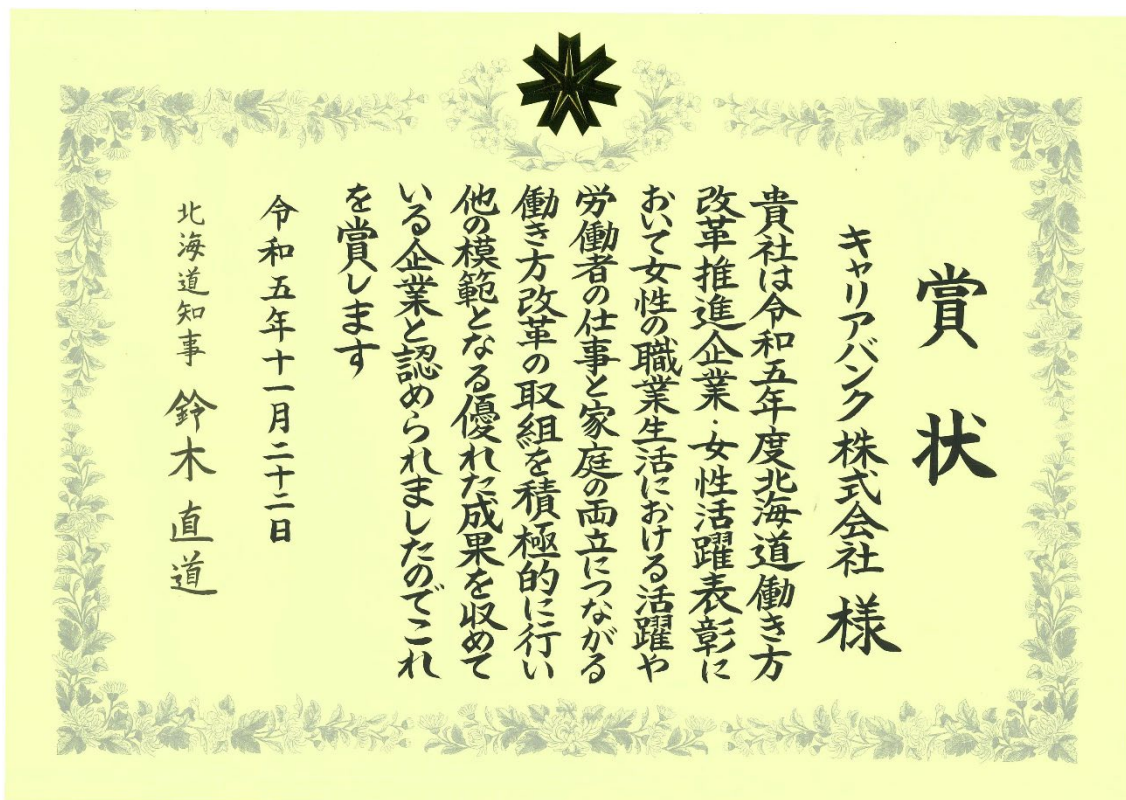 賞状
キャリアバンク株式会社 様
貴社は令和五年度北海道働き方
改革推進企業・女性活躍表彰に
おいて女性の職業生活における活躍や
労働者の仕事と家庭の両立につながる
働き方改革の取組を積極的に行い
他の模範となる優れた成果を収めて
いる企業と認められましたのでこれ
を賞します
令和五年十一月二十二日
北海道知事 鈴木直道